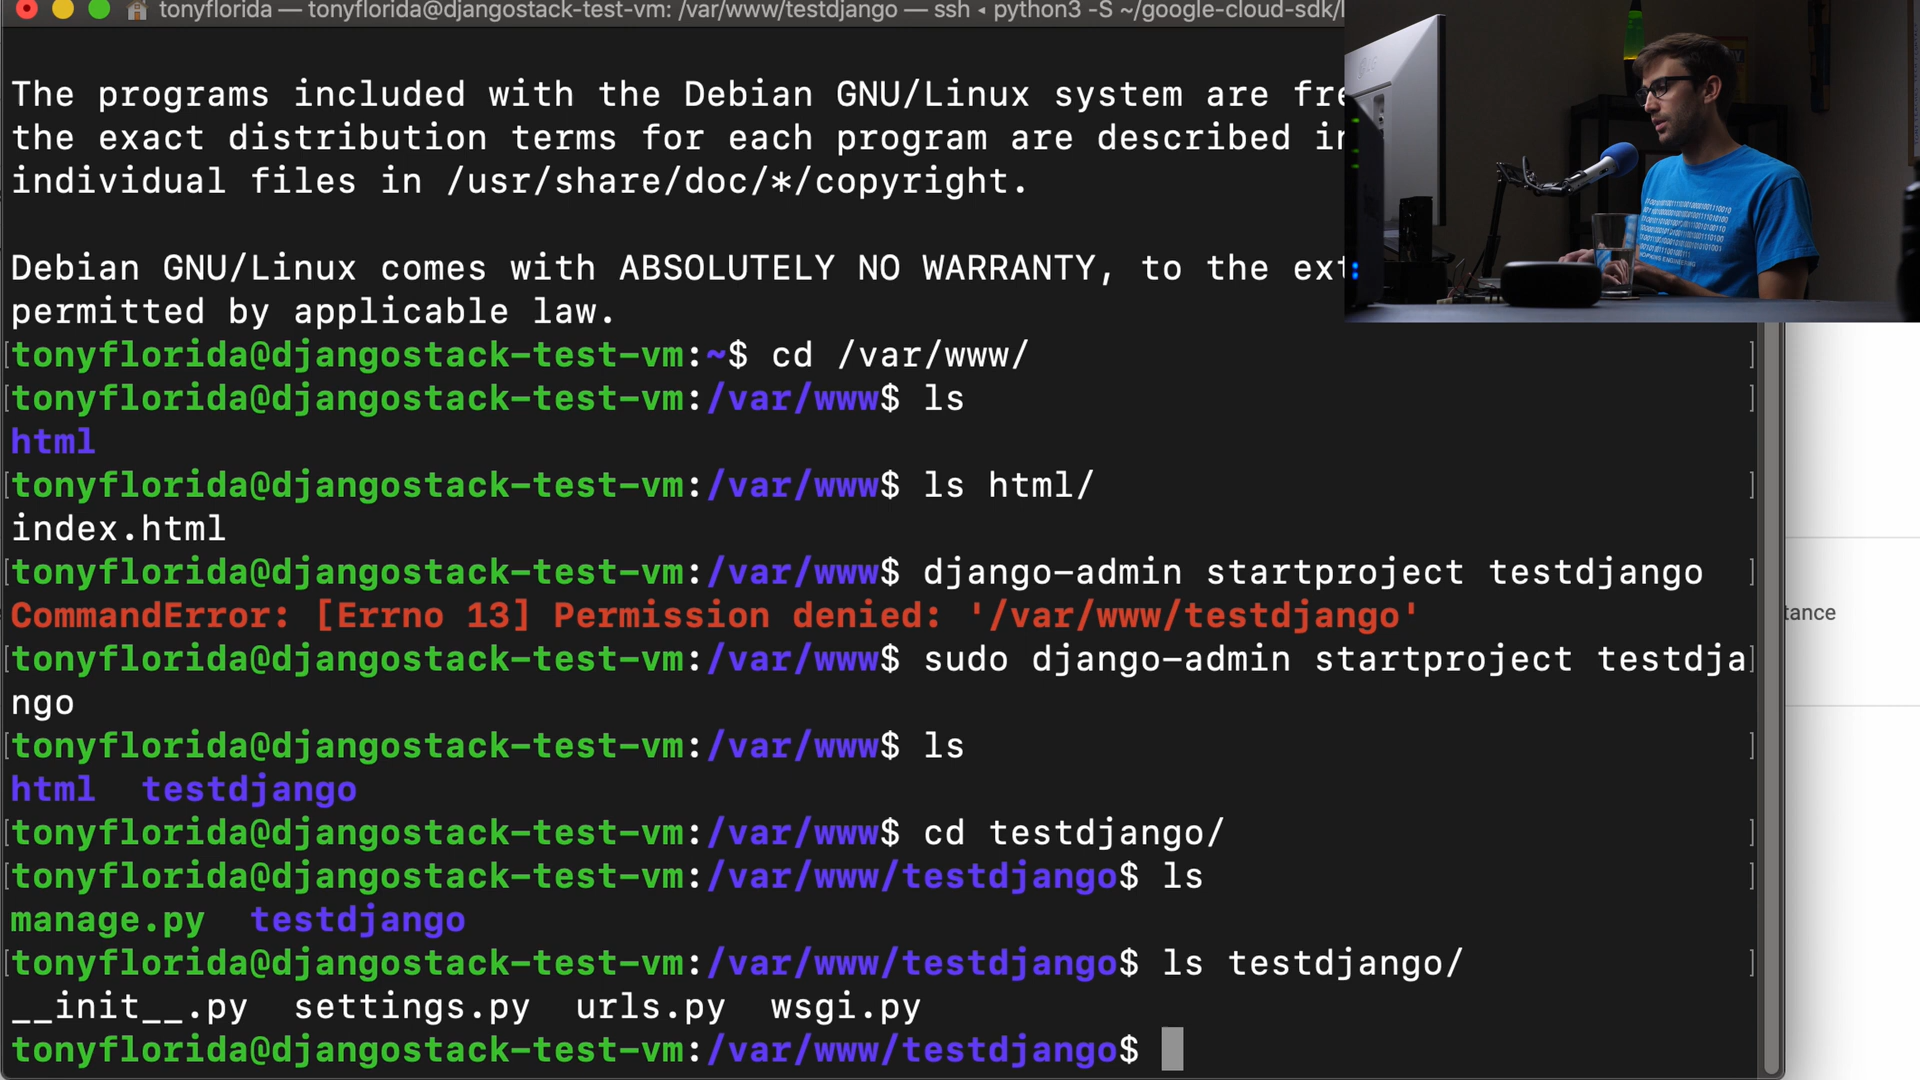 tonyflorida — tonyflorida@djangostack-test-vm: /var/www/testdjango — ssh ◂ python3 -S ~/google-cloud-sdk/
The programs included with the Debian GNU/Linux system are fre
the exact distribution terms for each program are described in
individual files in /usr/share/doc/*/copyright.
Debian GNU/Linux comes with ABSOLUTELY NO WARRANTY, to the ext
permitted by applicable law.
[tonyflorida@djangostack-test-vm:~$ cd /var/www/ ]
[tonyflorida@djangostack-test-vm:/var/www$ ls ]
html
[tonyflorida@djangostack-test-vm:/var/www$ ls html/ ]
index.html
[tonyflorida@djangostack-test-vm:/var/www$ django-admin startproject testdjango ]
CommandError: [Errno 13] Permission denied: '/var/www/testdjango'
[tonyflorida@djangostack-test-vm:/var/www$ sudo django-admin startproject testdja]
ngo
[tonyflorida@djangostack-test-vm:/var/www$ ls ]
html testdjango
[tonyflorida@djangostack-test-vm:/var/www$ cd testdjango/ ]
[tonyflorida@djangostack-test-vm:/var/www/testdjango$ ls ]
manage.py testdjango
[tonyflorida@djangostack-test-vm:/var/www/testdjango$ ls testdjango/ ]
__init__.py settings.py urls.py wsgi.py
tonyflorida@djangostack-test-vm:/var/www/testdjango$
tance